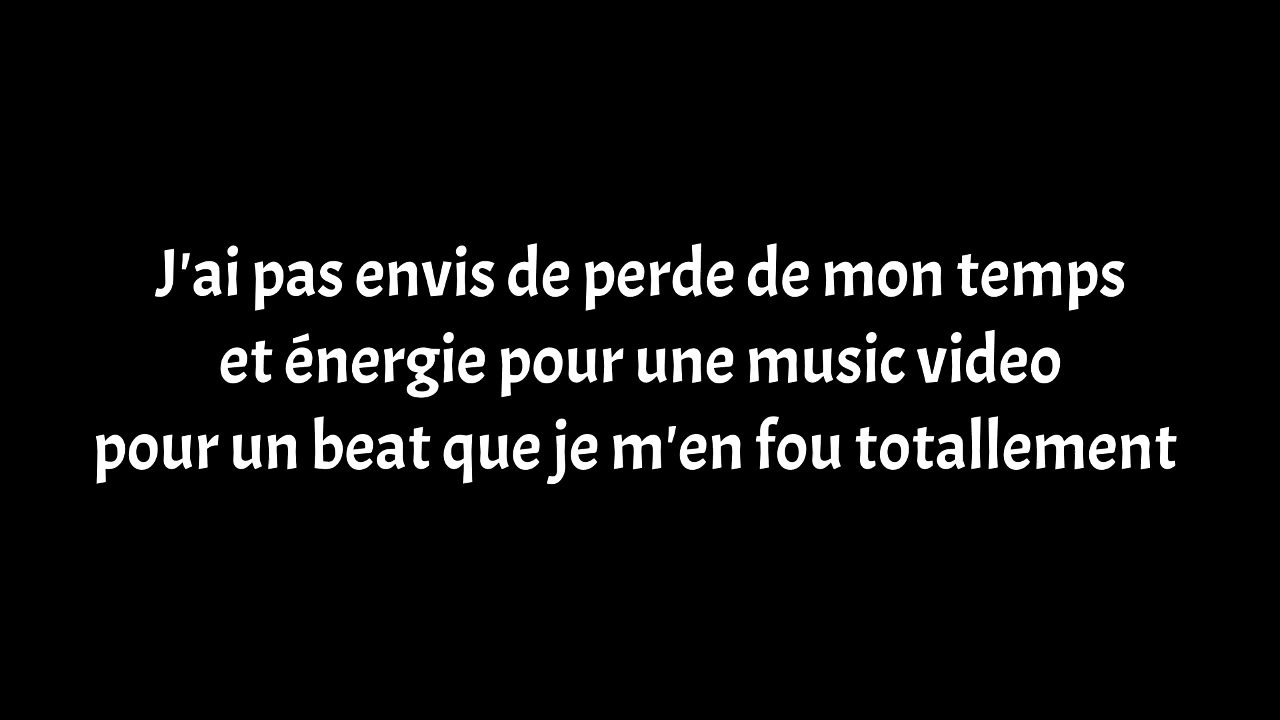 J'ai pas envis de perde de mon temps
et énergie pour une music video
pour un beat que je m'en fou totallement